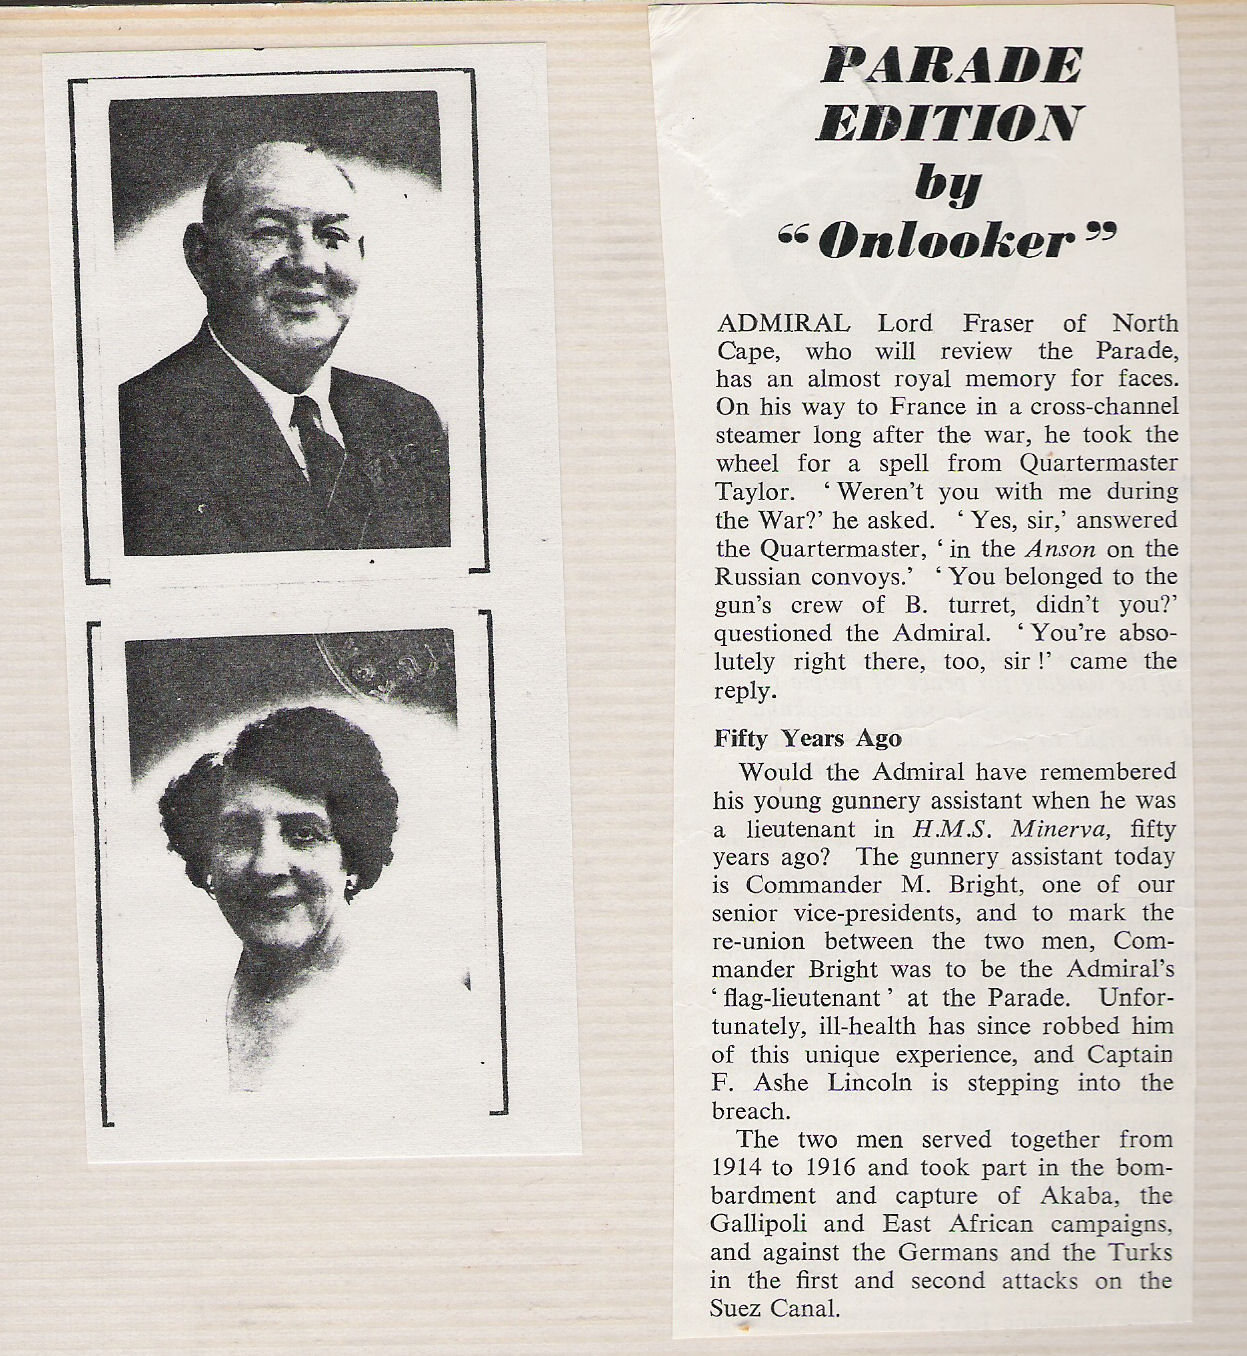 PARADE
EDITION
by
“Onlooker”
ADMIRAL Lord Fraser of North
Cape, who will review the Parade,
has an almost royal memory for faces.
On his way to France in a cross-channel
steamer long after the war, he took the
wheel for a spell from Quartermaster
Taylor. ‘Weren't you with me during
the War?’ he asked. ‘Yes, sir,’ answered
the Quartermaster, ‘in the Anson on the
Russian convoys.’ ‘You belonged to the
gun's crew of B. turret, didn't you?’
questioned the Admiral. ‘You're abso-
lutely right there, too, sir!’ came the
reply.
Fifty Years Ago
Would the Admiral have remembered
his young gunnery assistant when he was
a lieutenant in H.M.S. Minerva, fifty
years ago? The gunnery assistant today
is Commander M. Bright, one of our
senior vice-presidents, and to mark the
re-union between the two men, Com-
mander Bright was to be the Admiral's
‘flag-lieutenant’ at the Parade. Unfor-
tunately, ill-health has since robbed him
of this unique experience, and Captain
F. Ashe Lincoln is stepping into the
breach.
The two men served together from
1914 to 1916 and took part in the bom-
bardment and capture of Akaba, the
Gallipoli and East African campaigns,
and against the Germans and the Turks
in the first and second attacks on the
Suez Canal.